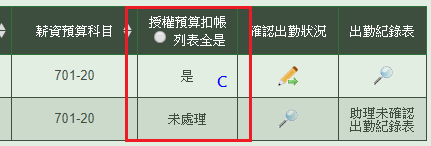 薪資預算科目
授權預算扣帳
列表全是
確認出勤狀況
出勤紀錄表
701-20
是
C
701-20
未處理
助理未確認
出勤紀錄表